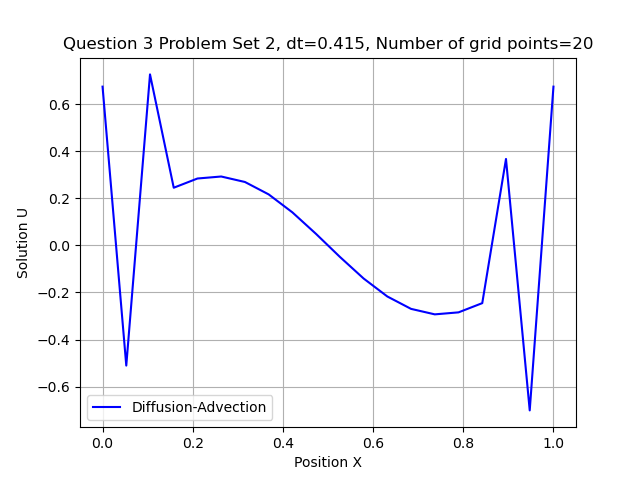 Question 3 Problem Set 2, dt=0.415, Number of grid points=20
0.6
0.4
0.2
0.0
−0.2
−0.4
−0.6
Solution U
Diffusion-Advection
0.0 0.2 0.4 0.6 0.8 1.0
Position X